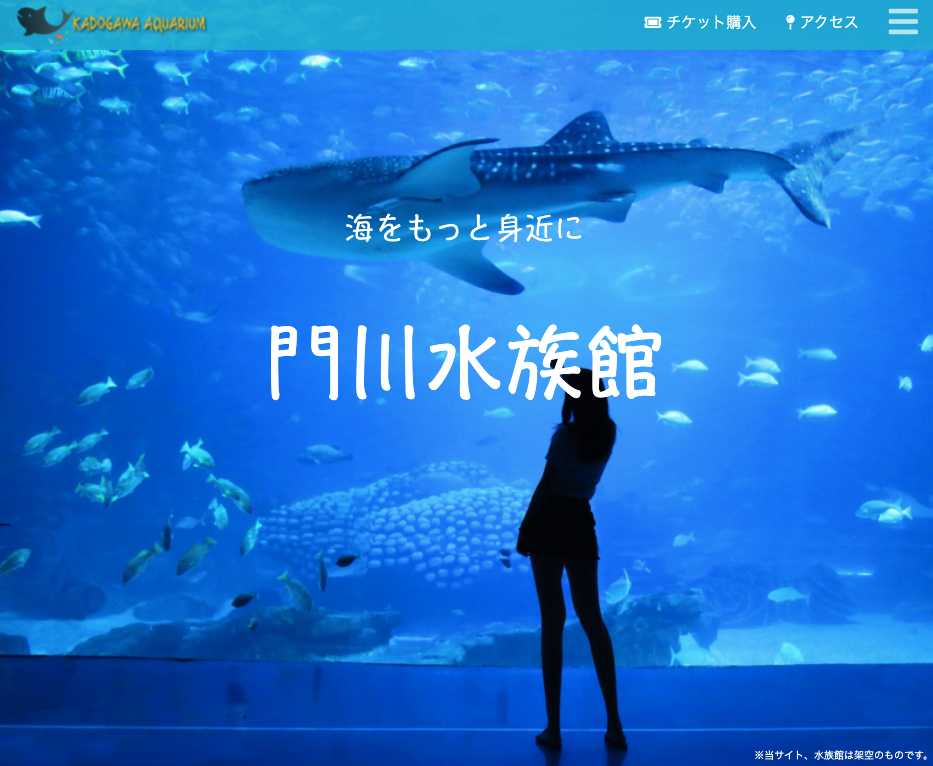 KADOGAWA AQUARIUM
チケット購入
アクセス
海をもっと身近に
門川水族館
※当サイト、水族館は架空のものです。